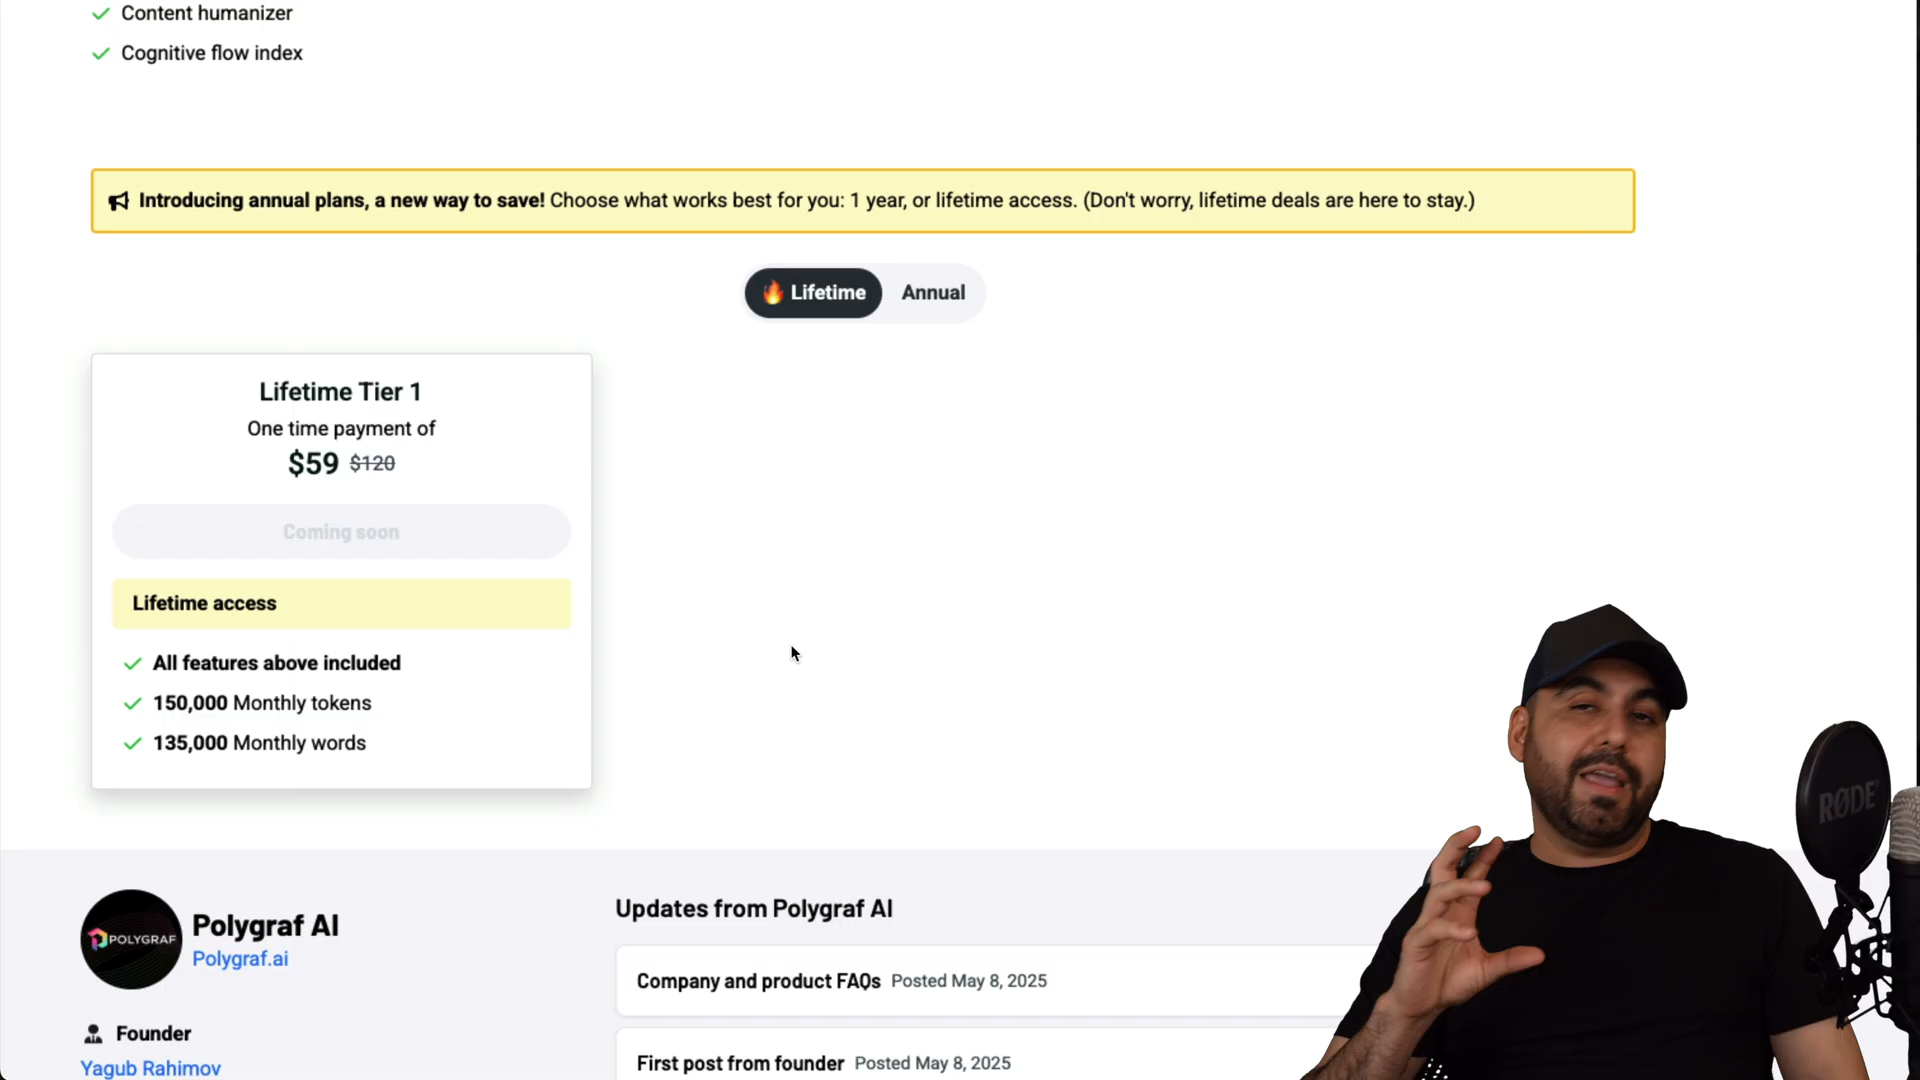 Content humanizer
Cognitive flow index
Introducing annual plans, a new way to save! Choose what works best for you: 1 year, or lifetime access. (Don't worry, lifetime deals are here to stay.)
Lifetime Annual
Lifetime Tier 1
One time payment of
$59 $120
Coming soon
Lifetime access
All features above included
150,000 Monthly tokens
135,000 Monthly words
POLYGRAF
Polygraf AI
Polygraf.ai
Founder
Yagub Rahimov
Updates from Polygraf AI
Company and product FAQs Posted May 8, 2025
First post from founder Posted May 8, 2025
RØDE